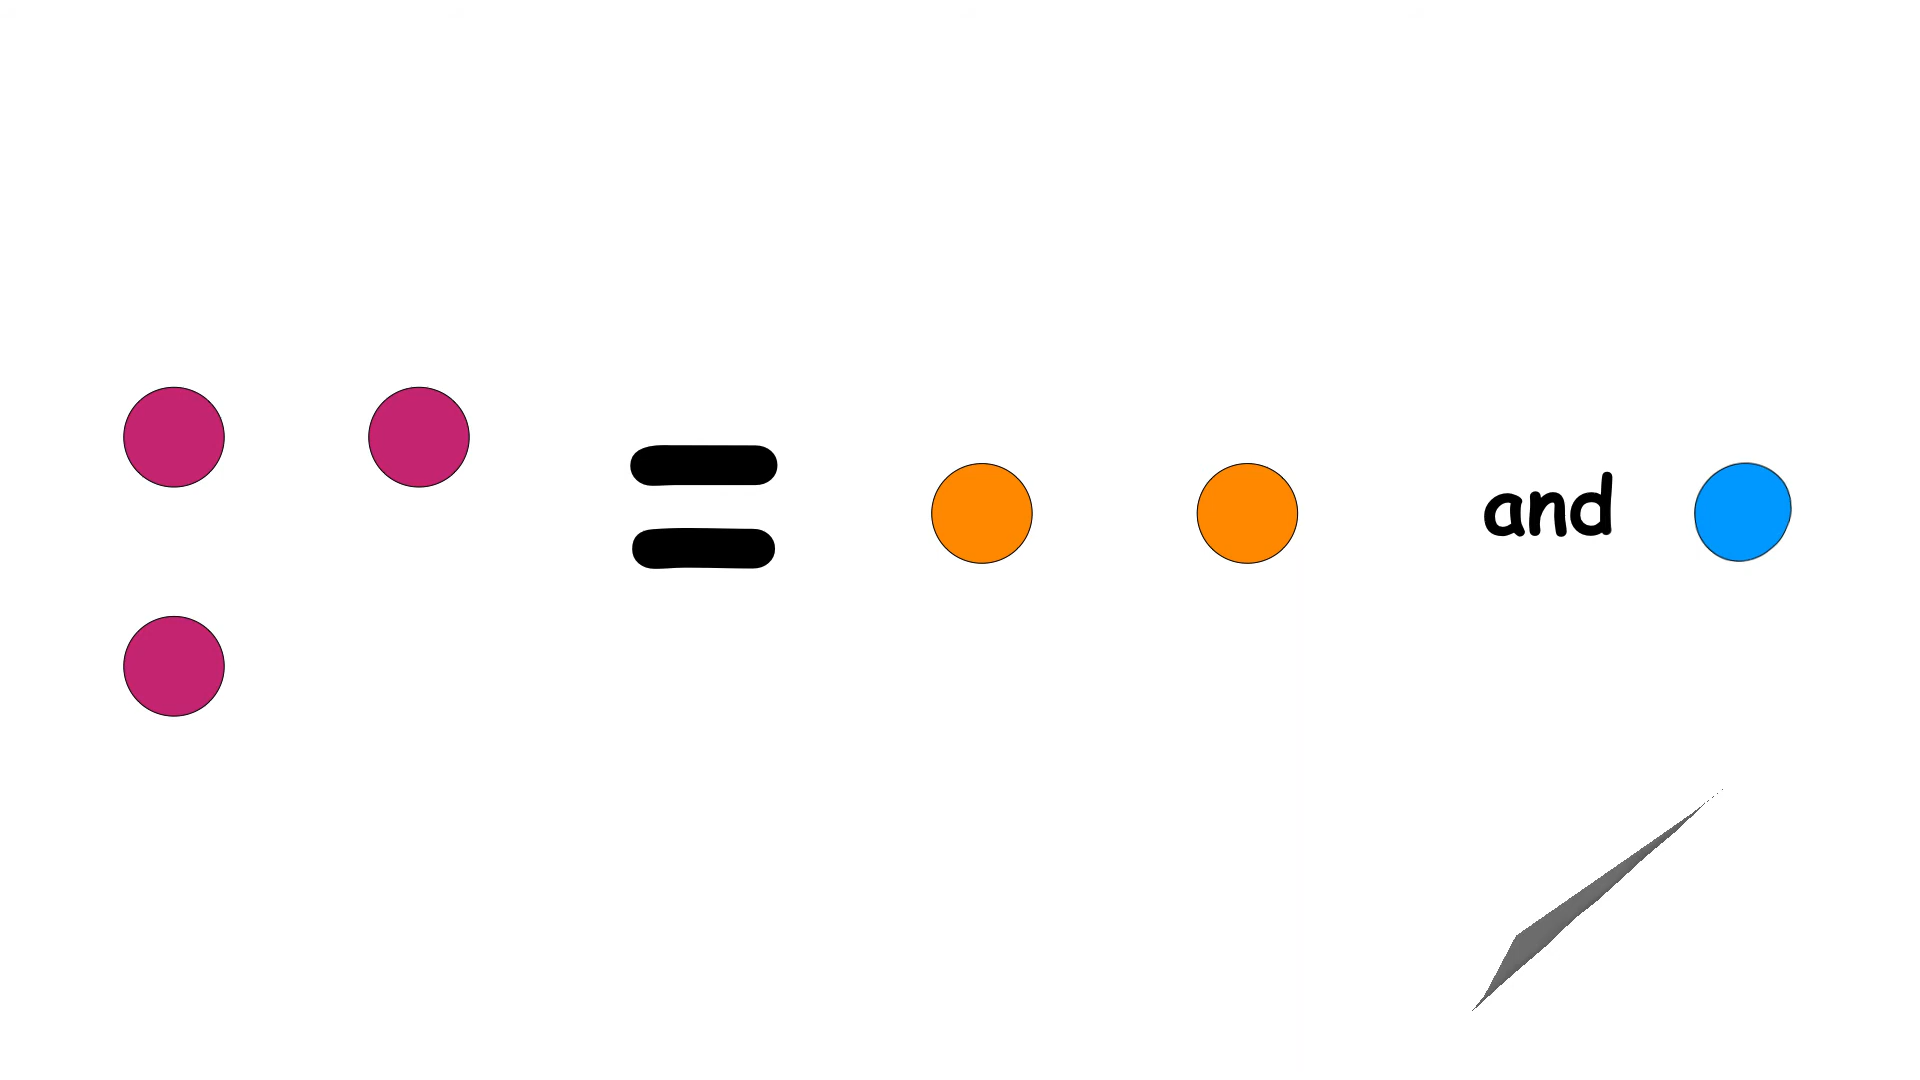 = and